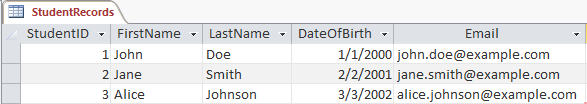 StudentRecords
StudentID FirstName LastName DateOfBirth Email
1 John Doe 1/1/2000 john.doe@example.com
2 Jane Smith 2/2/2001 jane.smith@example.com
3 Alice Johnson 3/3/2002 alice.johnson@example.com